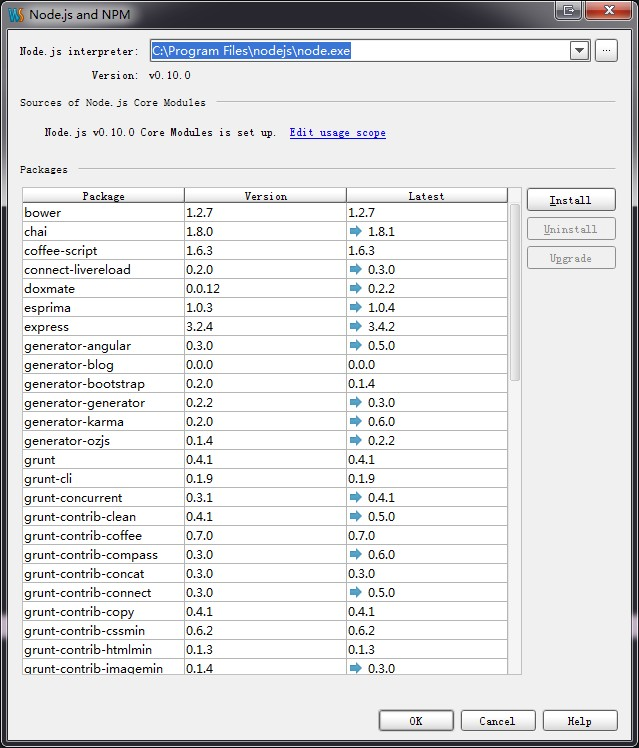 WS Node.js and NPM
Node.js interpreter: C:\Program Files\nodejs\node.exe ...
Version: v0.10.0
Sources of Node.js Core Modules
Node.js v0.10.0 Core Modules is set up. Edit usage scope
Packages
Package Version Latest
Install
Uninstall
Upgrade
bower 1.2.7 1.2.7
chai 1.8.0 1.8.1
coffee-script 1.6.3 1.6.3
connect-livereload 0.2.0 0.3.0
doxmate 0.0.12 0.2.2
esprima 1.0.3 1.0.4
express 3.2.4 3.4.2
generator-angular 0.3.0 0.5.0
generator-blog 0.0.0 0.0.0
generator-bootstrap 0.2.0 0.1.4
generator-generator 0.2.2 0.3.0
generator-karma 0.2.0 0.6.0
generator-ozjs 0.1.4 0.2.2
grunt 0.4.1 0.4.1
grunt-cli 0.1.9 0.1.9
grunt-concurrent 0.3.1 0.4.1
grunt-contrib-clean 0.4.1 0.5.0
grunt-contrib-coffee 0.7.0 0.7.0
grunt-contrib-compass 0.3.0 0.6.0
grunt-contrib-concat 0.3.0 0.3.0
grunt-contrib-connect 0.3.0 0.5.0
grunt-contrib-copy 0.4.1 0.4.1
grunt-contrib-cssmin 0.6.2 0.6.2
grunt-contrib-htmlmin 0.1.3 0.1.3
grunt-contrib-imagemin 0.1.4 0.3.0
OK Cancel Help